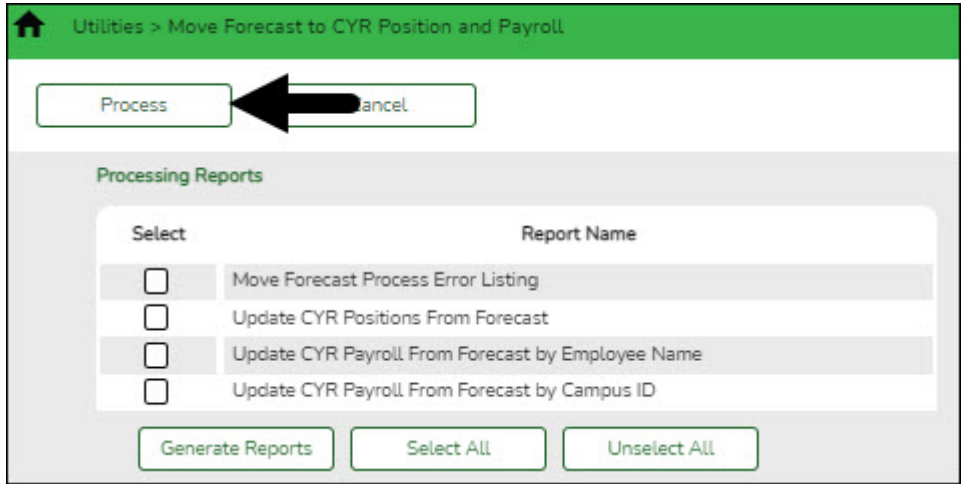 Utilities > Move Forecast to CYR Position and Payroll
Process ancel
Processing Reports
Select Report Name
Move Forecast Process Error Listing
Update CYR Positions From Forecast
Update CYR Payroll From Forecast by Employee Name
Update CYR Payroll From Forecast by Campus ID
Generate Reports Select All Unselect All